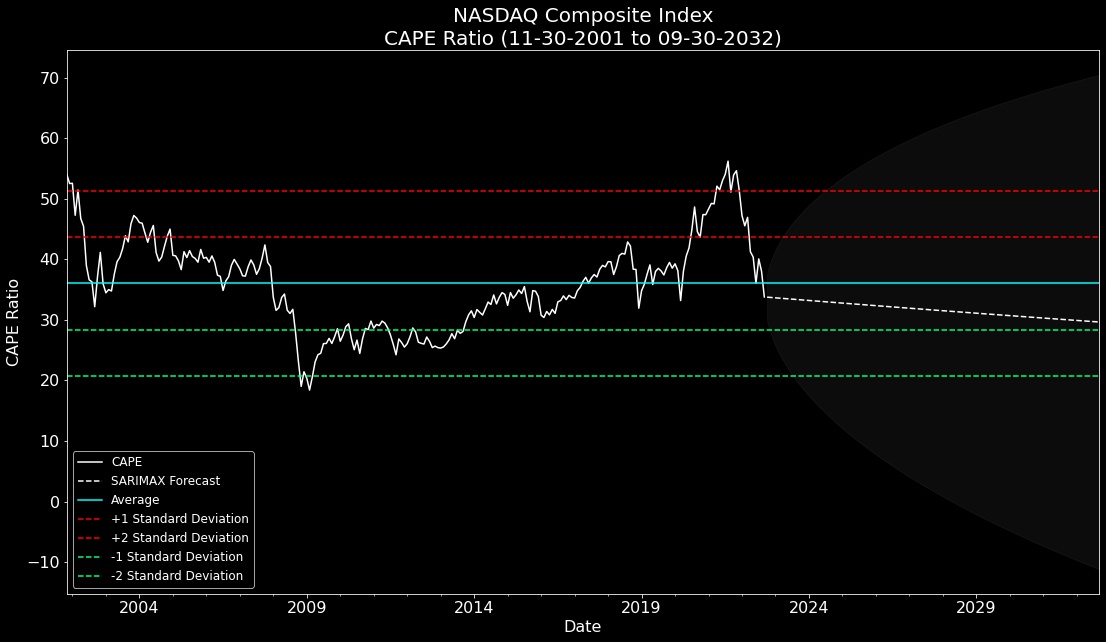 NASDAQ Composite Index
CAPE Ratio (11-30-2001 to 09-30-2032)
CAPE Ratio
70
60
50
40
30
20
10
0
−10
CAPE
SARIMAX Forecast
Average
+1 Standard Deviation
+2 Standard Deviation
-1 Standard Deviation
-2 Standard Deviation
2004
2009
2014
2019
2024
2029
Date